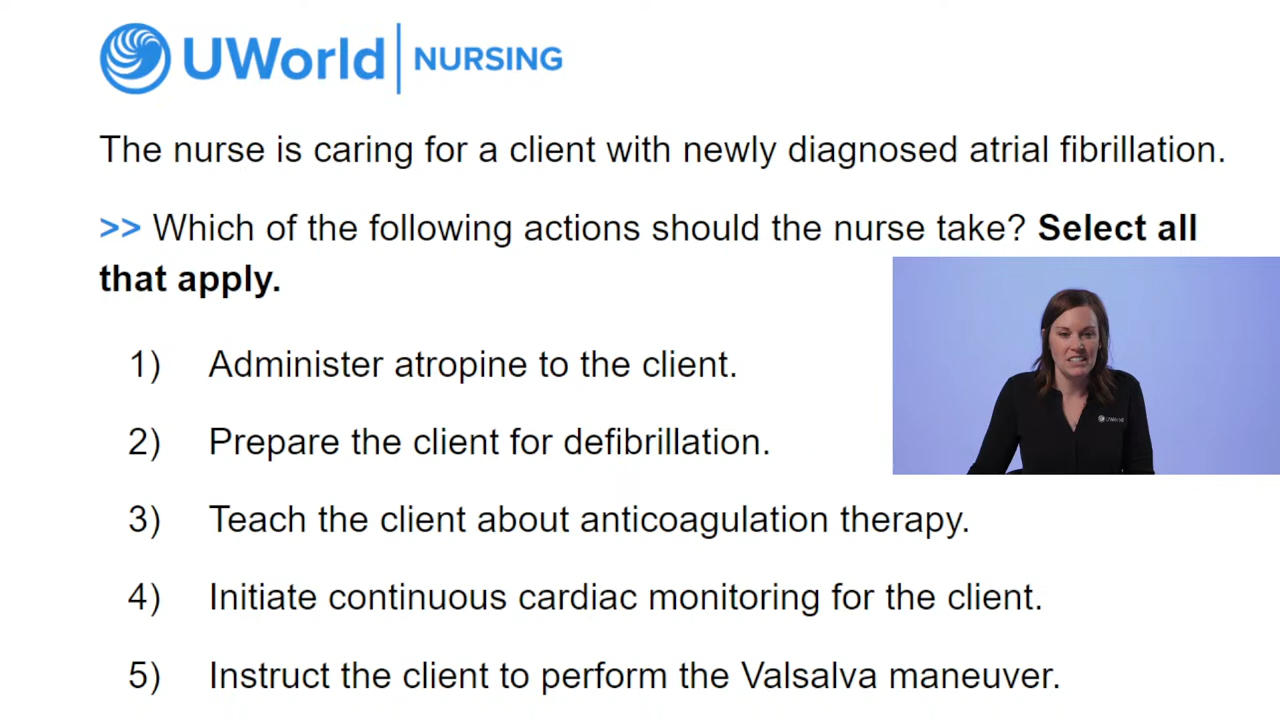 UWorld | NURSING
The nurse is caring for a client with newly diagnosed atrial fibrillation.
>> Which of the following actions should the nurse take? Select all
that apply.
1) Administer atropine to the client.
2) Prepare the client for defibrillation.
3) Teach the client about anticoagulation therapy.
4) Initiate continuous cardiac monitoring for the client.
5) Instruct the client to perform the Valsalva maneuver.
UWorld